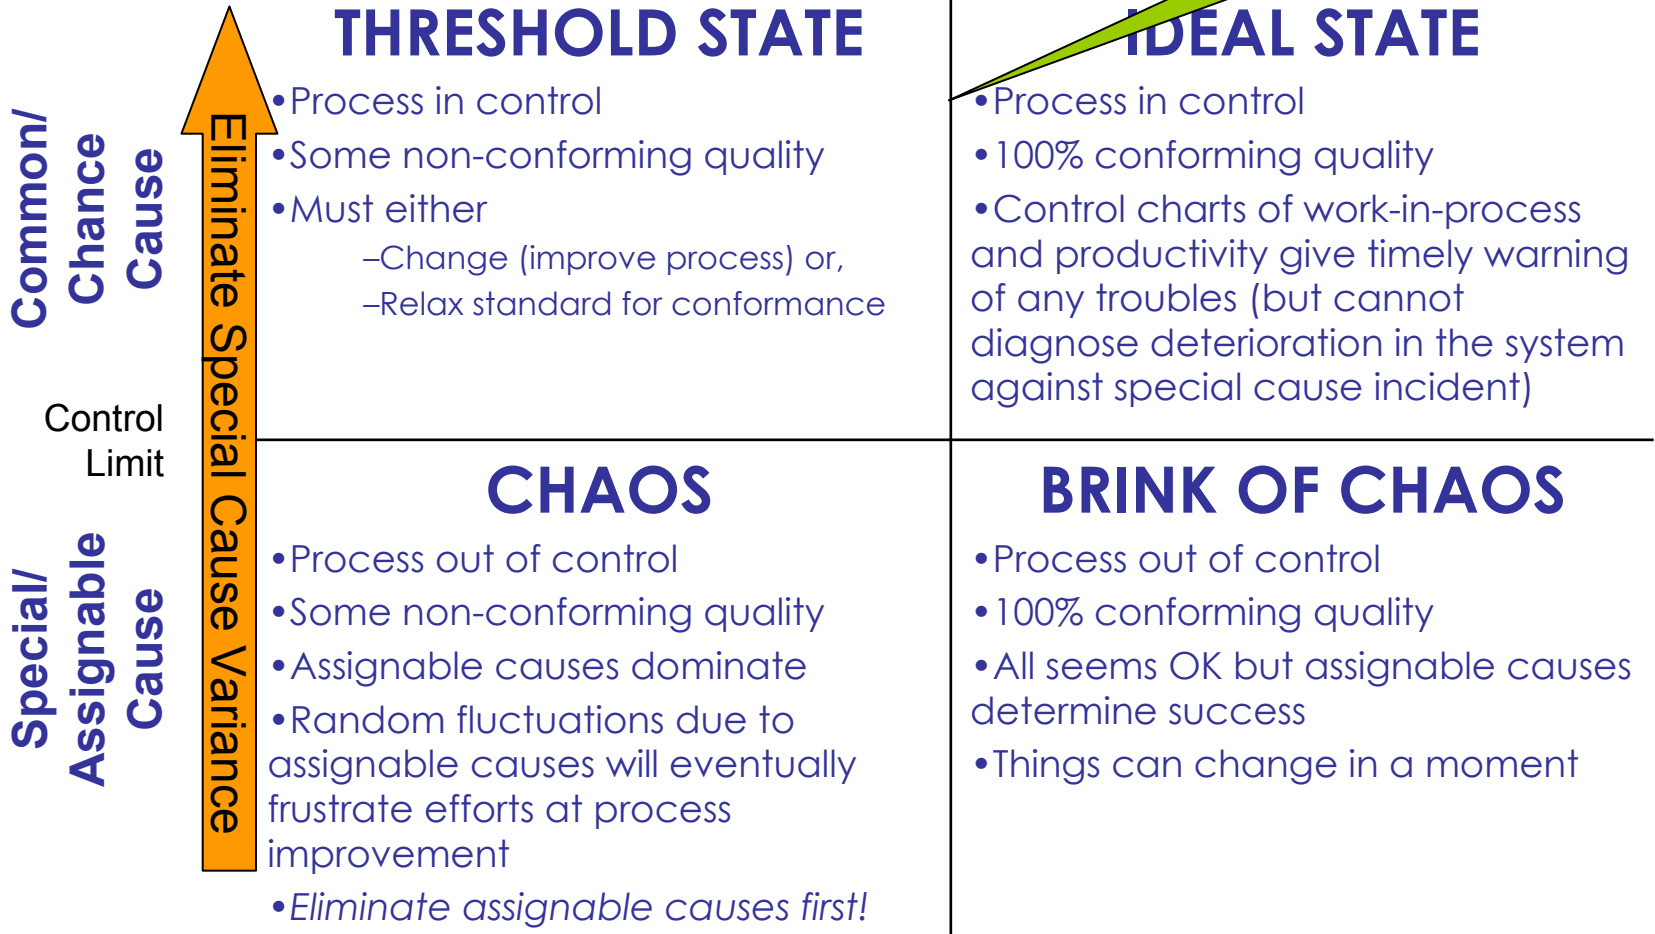 THRESHOLD STATE
•Process in control
•Some non-conforming quality
•Must either
–Change (improve process) or,
–Relax standard for conformance
IDEAL STATE
•Process in control
•100% conforming quality
•Control charts of work-in-process
and productivity give timely warning
of any troubles (but cannot
diagnose deterioration in the system
against special cause incident)
Common/
Chance
Cause
Eliminate Special Cause Variance
Control
Limit
Special/
Assignable
Cause
CHAOS
•Process out of control
•Some non-conforming quality
•Assignable causes dominate
•Random fluctuations due to
assignable causes will eventually
frustrate efforts at process
improvement
•Eliminate assignable causes first!
BRINK OF CHAOS
•Process out of control
•100% conforming quality
•All seems OK but assignable causes
determine success
•Things can change in a moment